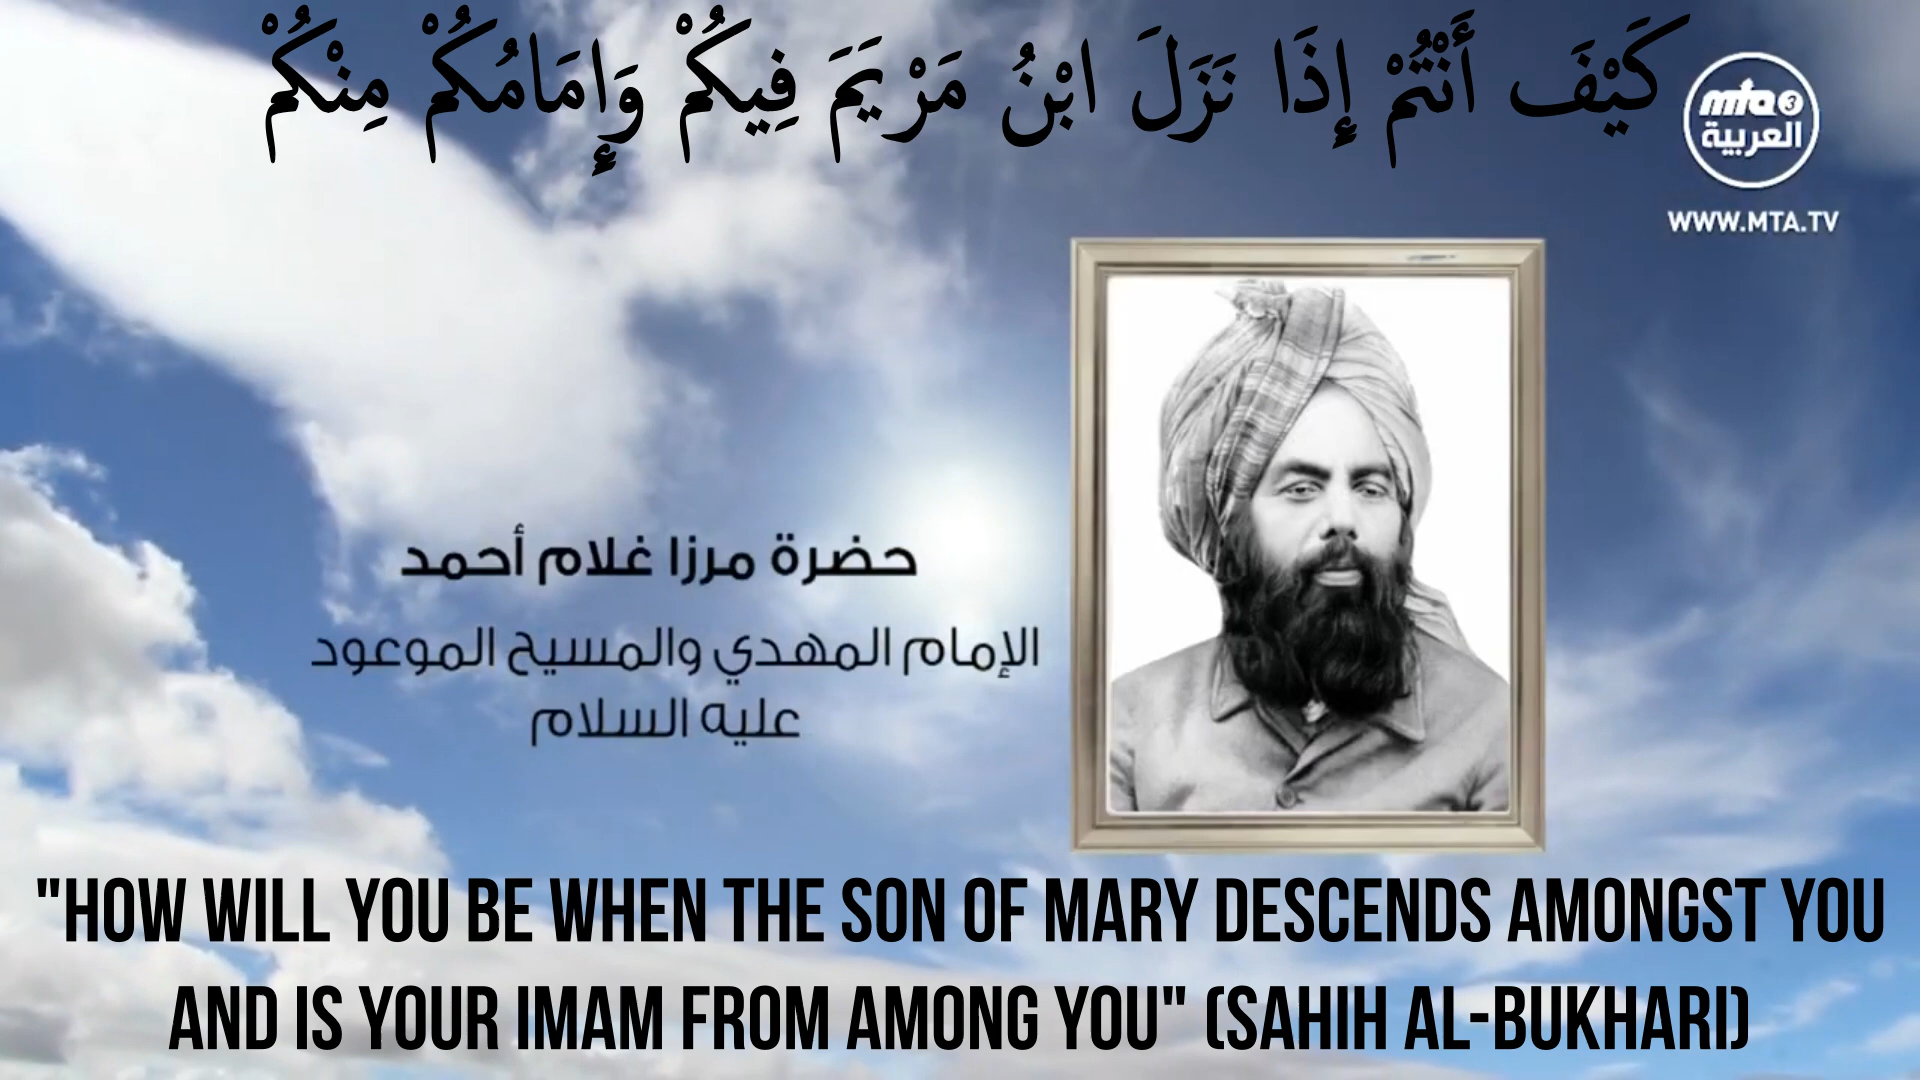 كَيْفَ أَنْتُمْ إِذَا نَزَلَ ابْنُ مَرْيَمَ فِيكُمْ وَإِمَامُكُمْ مِنْكُمْ
mta3
العربية
WWW.MTA.TV
حضرة مرزا غلام أحمد
الإمام المهدي والمسيح الموعود
عليه السلام
"HOW WILL YOU BE WHEN THE SON OF MARY DESCENDS AMONGST YOU
AND IS YOUR IMAM FROM AMONG YOU" (SAHIH AL-BUKHARI)